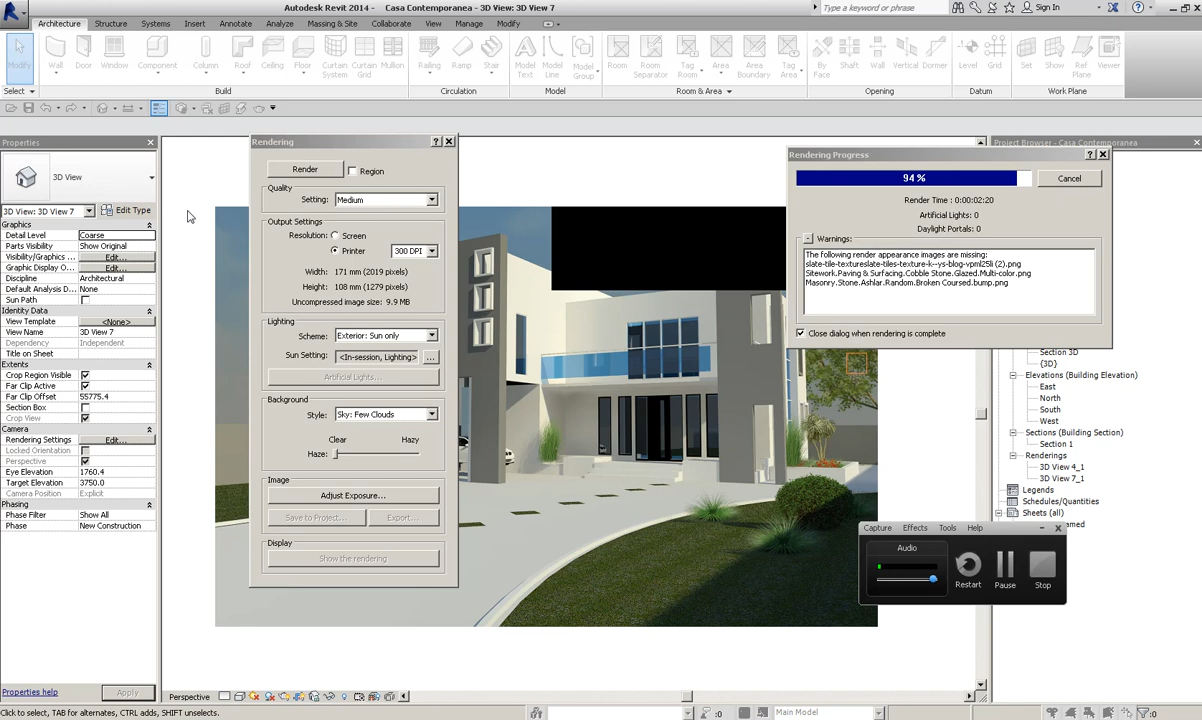 Autodesk Revit 2014 - Casa Contemporanea - 3D View: 3D View 7
Type a keyword or phrase
Sign In
Architecture Structure Systems Insert Annotate Analyze Massing & Site Collaborate View Manage Modify
Modify Wall Door Window Component Column Roof Ceiling Floor Curtain System Curtain Grid Mullion Railing Ramp Stair Model Text Model Line Model Group Room Room Separator Tag Room Area Area Boundary Tag Area By Face Shaft Wall Vertical Dormer Level Grid Set Show Ref Plane Viewer
Select Build Circulation Model Room & Area Opening Datum Work Plane
Properties
3D View
3D View: 3D View 7 Edit Type
Graphics
Detail Level Coarse
Parts Visibility Show Original
Visibility/Graphics Edit...
Graphic Display O... Edit...
Discipline Architectural
Default Analysis D... None
Sun Path
Identity Data
View Template <None>
View Name 3D View 7
Dependency Independent
Title on Sheet
Extents
Crop Region Visible
Far Clip Active
Far Clip Offset 55775.4
Section Box
Crop View
Camera
Rendering Settings Edit...
Locked Orientation
Perspective
Eye Elevation 1760.4
Target Elevation 3750.0
Camera Position Explicit
Phasing
Phase Filter Show All
Phase New Construction
Properties help Apply
Rendering
Render Region
Quality
Setting: Medium
Output Settings
Resolution: Screen
Printer 300 DPI
Width: 171 mm (2019 pixels)
Height: 108 mm (1279 pixels)
Uncompressed image size: 9.9 MB
Lighting
Scheme: Exterior: Sun only
Sun Setting: <In-session, Lighting> ...
Artificial Lights...
Background
Style: Sky: Few Clouds
Clear Hazy
Haze:
Image
Adjust Exposure...
Save to Project... Export...
Display
Show the rendering
Rendering Progress
94 % Cancel
Render Time : 0:00:02:20
Artificial Lights: 0
Daylight Portals: 0
Warnings:
The following render appearance images are missing:
slate-tile-textureslate-tiles-texture-k--ys-blog-vpml25li (2).png
Sitework.Paving & Surfacing.Cobble Stone.Glazed.Multi-color.png
Masonry.Stone.Ashlar.Random.Broken Coursed.bump.png
Close dialog when rendering is complete
Project Browser - Casa Contemporanea
Section 3D
{3D}
Elevations (Building Elevation)
East
North
South
West
Sections (Building Section)
Section 1
Renderings
3D View 4_1
3D View 7_1
Legends
Schedules/Quantities
Sheets (all)
Capture Effects Tools Help
Audio
Restart Pause Stop
Perspective
Click to select, TAB for alternates, CTRL adds, SHIFT unselects.
:0 Main Model :0